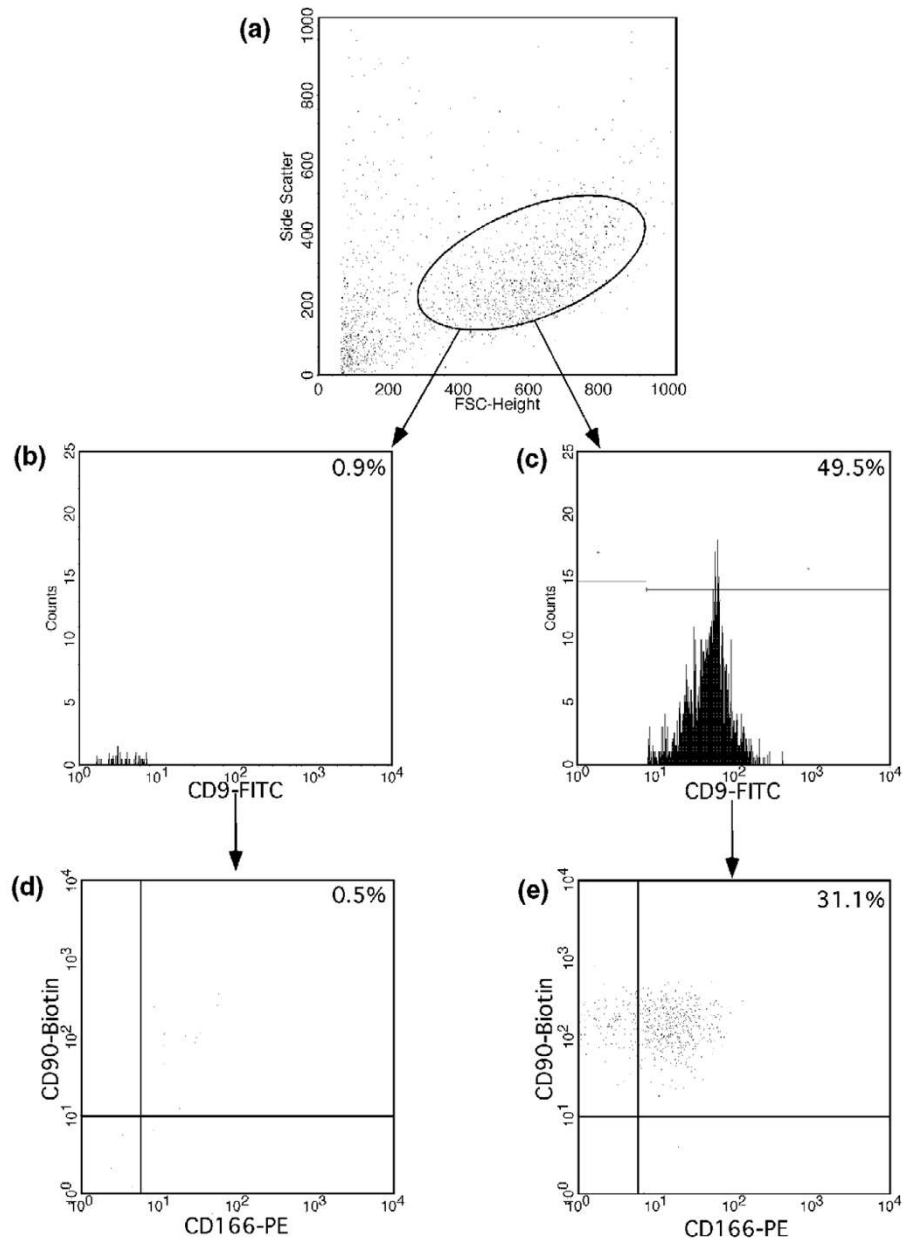 (a)
Side Scatter
1000
800
600
400
200
0
0 200 400 600 800 1000
FSC-Height
(b)
0.9%
Counts
25
20
15
10
5
0
10⁰ 10¹ 10² 10³ 10⁴
CD9-FITC
(c)
49.5%
Counts
25
20
15
10
5
0
10⁰ 10¹ 10² 10³ 10⁴
CD9-FITC
(d)
0.5%
CD90-Biotin
10⁴
10³
10²
10¹
10⁰
10⁰ 10¹ 10² 10³ 10⁴
CD166-PE
(e)
31.1%
CD90-Biotin
10⁴
10³
10²
10¹
10⁰
10⁰ 10¹ 10² 10³ 10⁴
CD166-PE